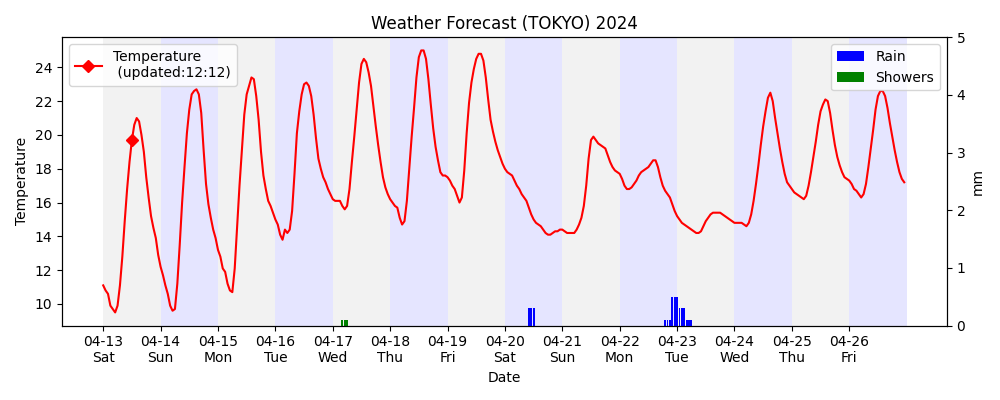 Weather Forecast (TOKYO) 2024
Temperature
(updated:12:12)
Rain
Showers
Temperature
24
22
20
18
16
14
12
10
5
4
3
2
1
0
mm
04-13 04-14 04-15 04-16 04-17 04-18 04-19 04-20 04-21 04-22 04-23 04-24 04-25 04-26
Sat Sun Mon Tue Wed Thu Fri Sat Sun Mon Tue Wed Thu Fri
Date